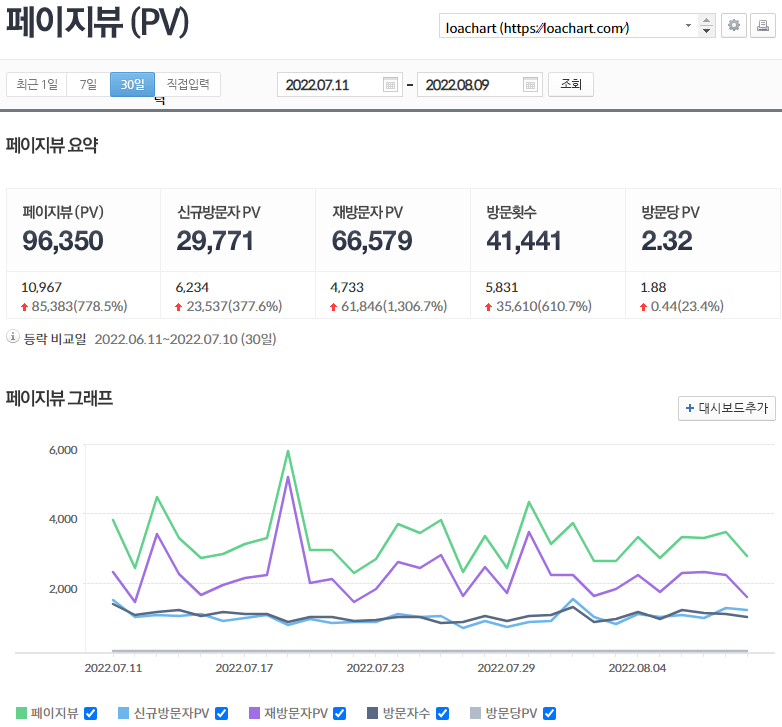 페이지뷰 (PV)
loachart (https://loachart.com/)
최근 1일 7일 30일 직접입력
력
2022.07.11 - 2022.08.09 조회
페이지뷰 요약
페이지뷰 (PV) 신규방문자 PV 재방문자 PV 방문횟수 방문당 PV
96,350 29,771 66,579 41,441 2.32
10,967 6,234 4,733 5,831 1.88
85,383(778.5%) 23,537(377.6%) 61,846(1,306.7%) 35,610(610.7%) 0.44(23.4%)
등락 비교일 2022.06.11~2022.07.10 (30일)
페이지뷰 그래프
+ 대시보드추가
6,000
4,000
2,000
2022.07.11 2022.07.17 2022.07.23 2022.07.29 2022.08.04
페이지뷰 신규방문자PV 재방문자PV 방문자수 방문당PV